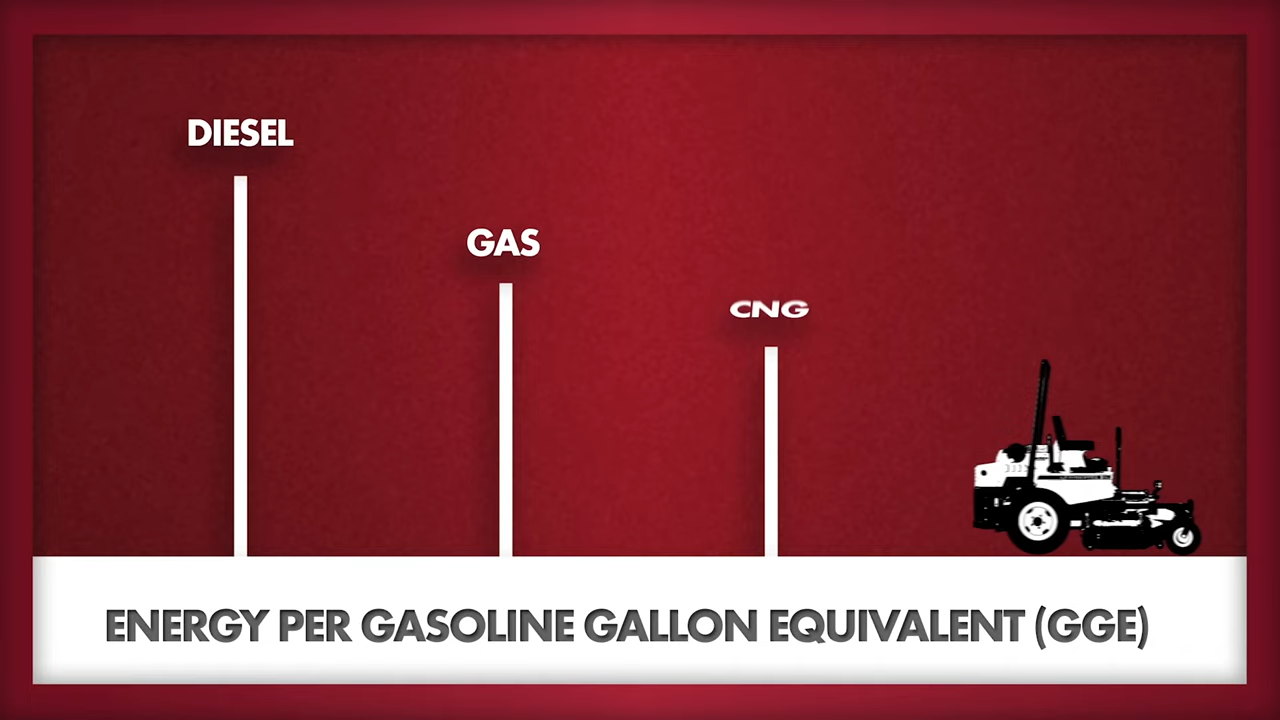 DIESEL
GAS
CNG
ENERGY PER GASOLINE GALLON EQUIVALENT (GGE)